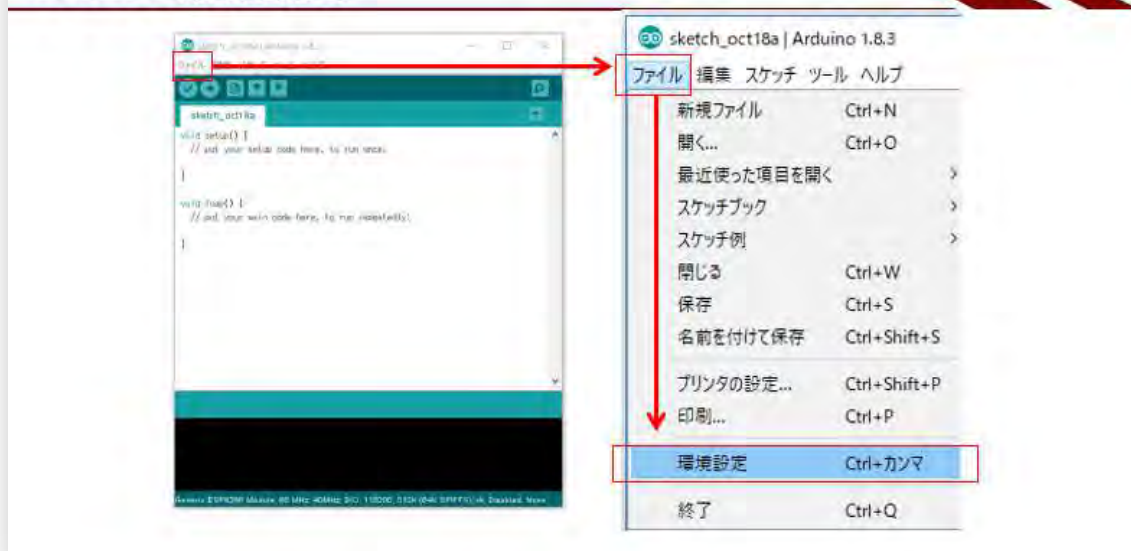 ファイル
sketch_oct18a
void setup() {
// put your setup code here, to run once:
}
void loop() {
// put your main code here, to run repeatedly:
}
sketch_oct18a | Arduino 1.8.3
ファイル 編集 スケッチ ツール ヘルプ
新規ファイル Ctrl+N
開く... Ctrl+O
最近使った項目を開く >
スケッチブック >
スケッチ例 >
閉じる Ctrl+W
保存 Ctrl+S
名前を付けて保存 Ctrl+Shift+S
プリンタの設定... Ctrl+Shift+P
印刷... Ctrl+P
環境設定 Ctrl+カンマ
終了 Ctrl+Q